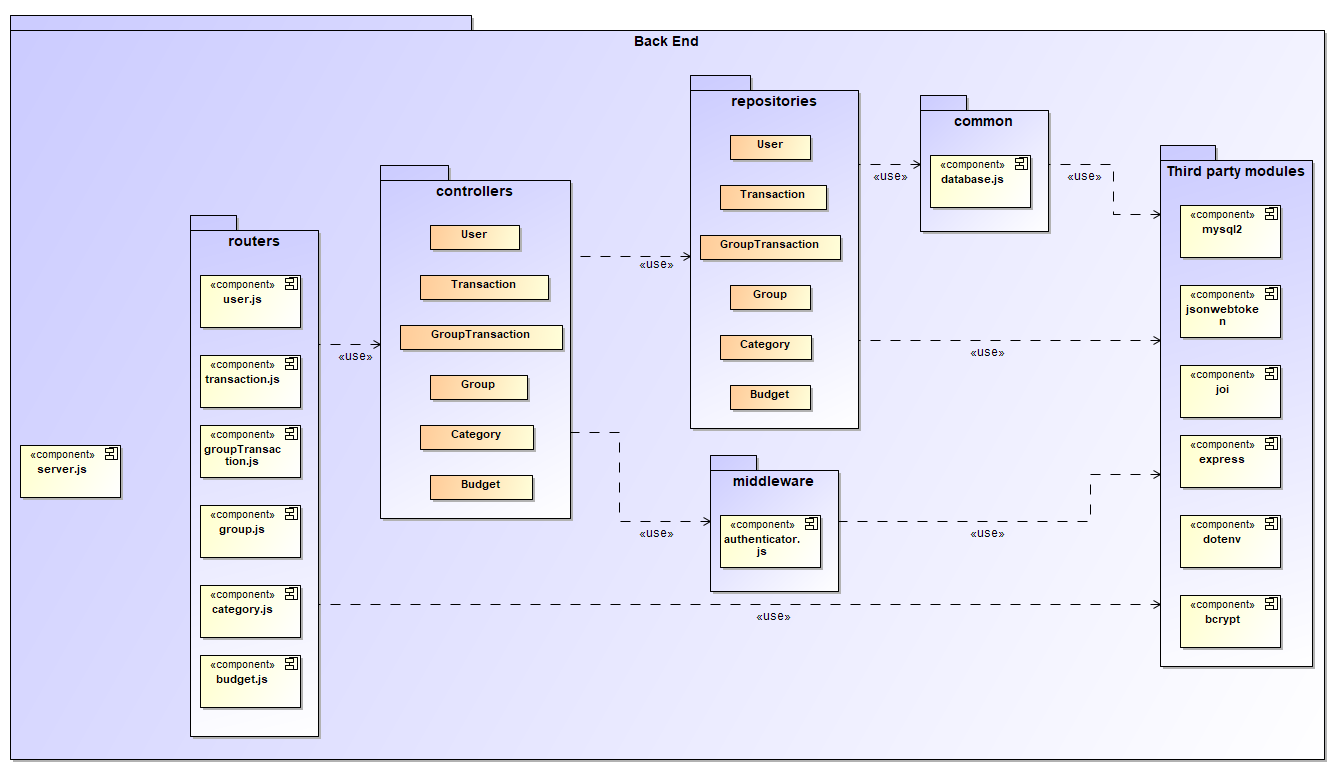 Back End
«component»
server.js
routers
«component»
user.js
«component»
transaction.js
«component»
groupTransac
tion.js
«component»
group.js
«component»
category.js
«component»
budget.js
«use»
«use»
controllers
User
Transaction
GroupTransaction
Group
Category
Budget
«use»
«use»
repositories
User
Transaction
GroupTransaction
Group
Category
Budget
«use»
«use»
middleware
«component»
authenticator.
js
«use»
common
«component»
database.js
«use»
Third party modules
«component»
mysql2
«component»
jsonwebtoke
n
«component»
joi
«component»
express
«component»
dotenv
«component»
bcrypt